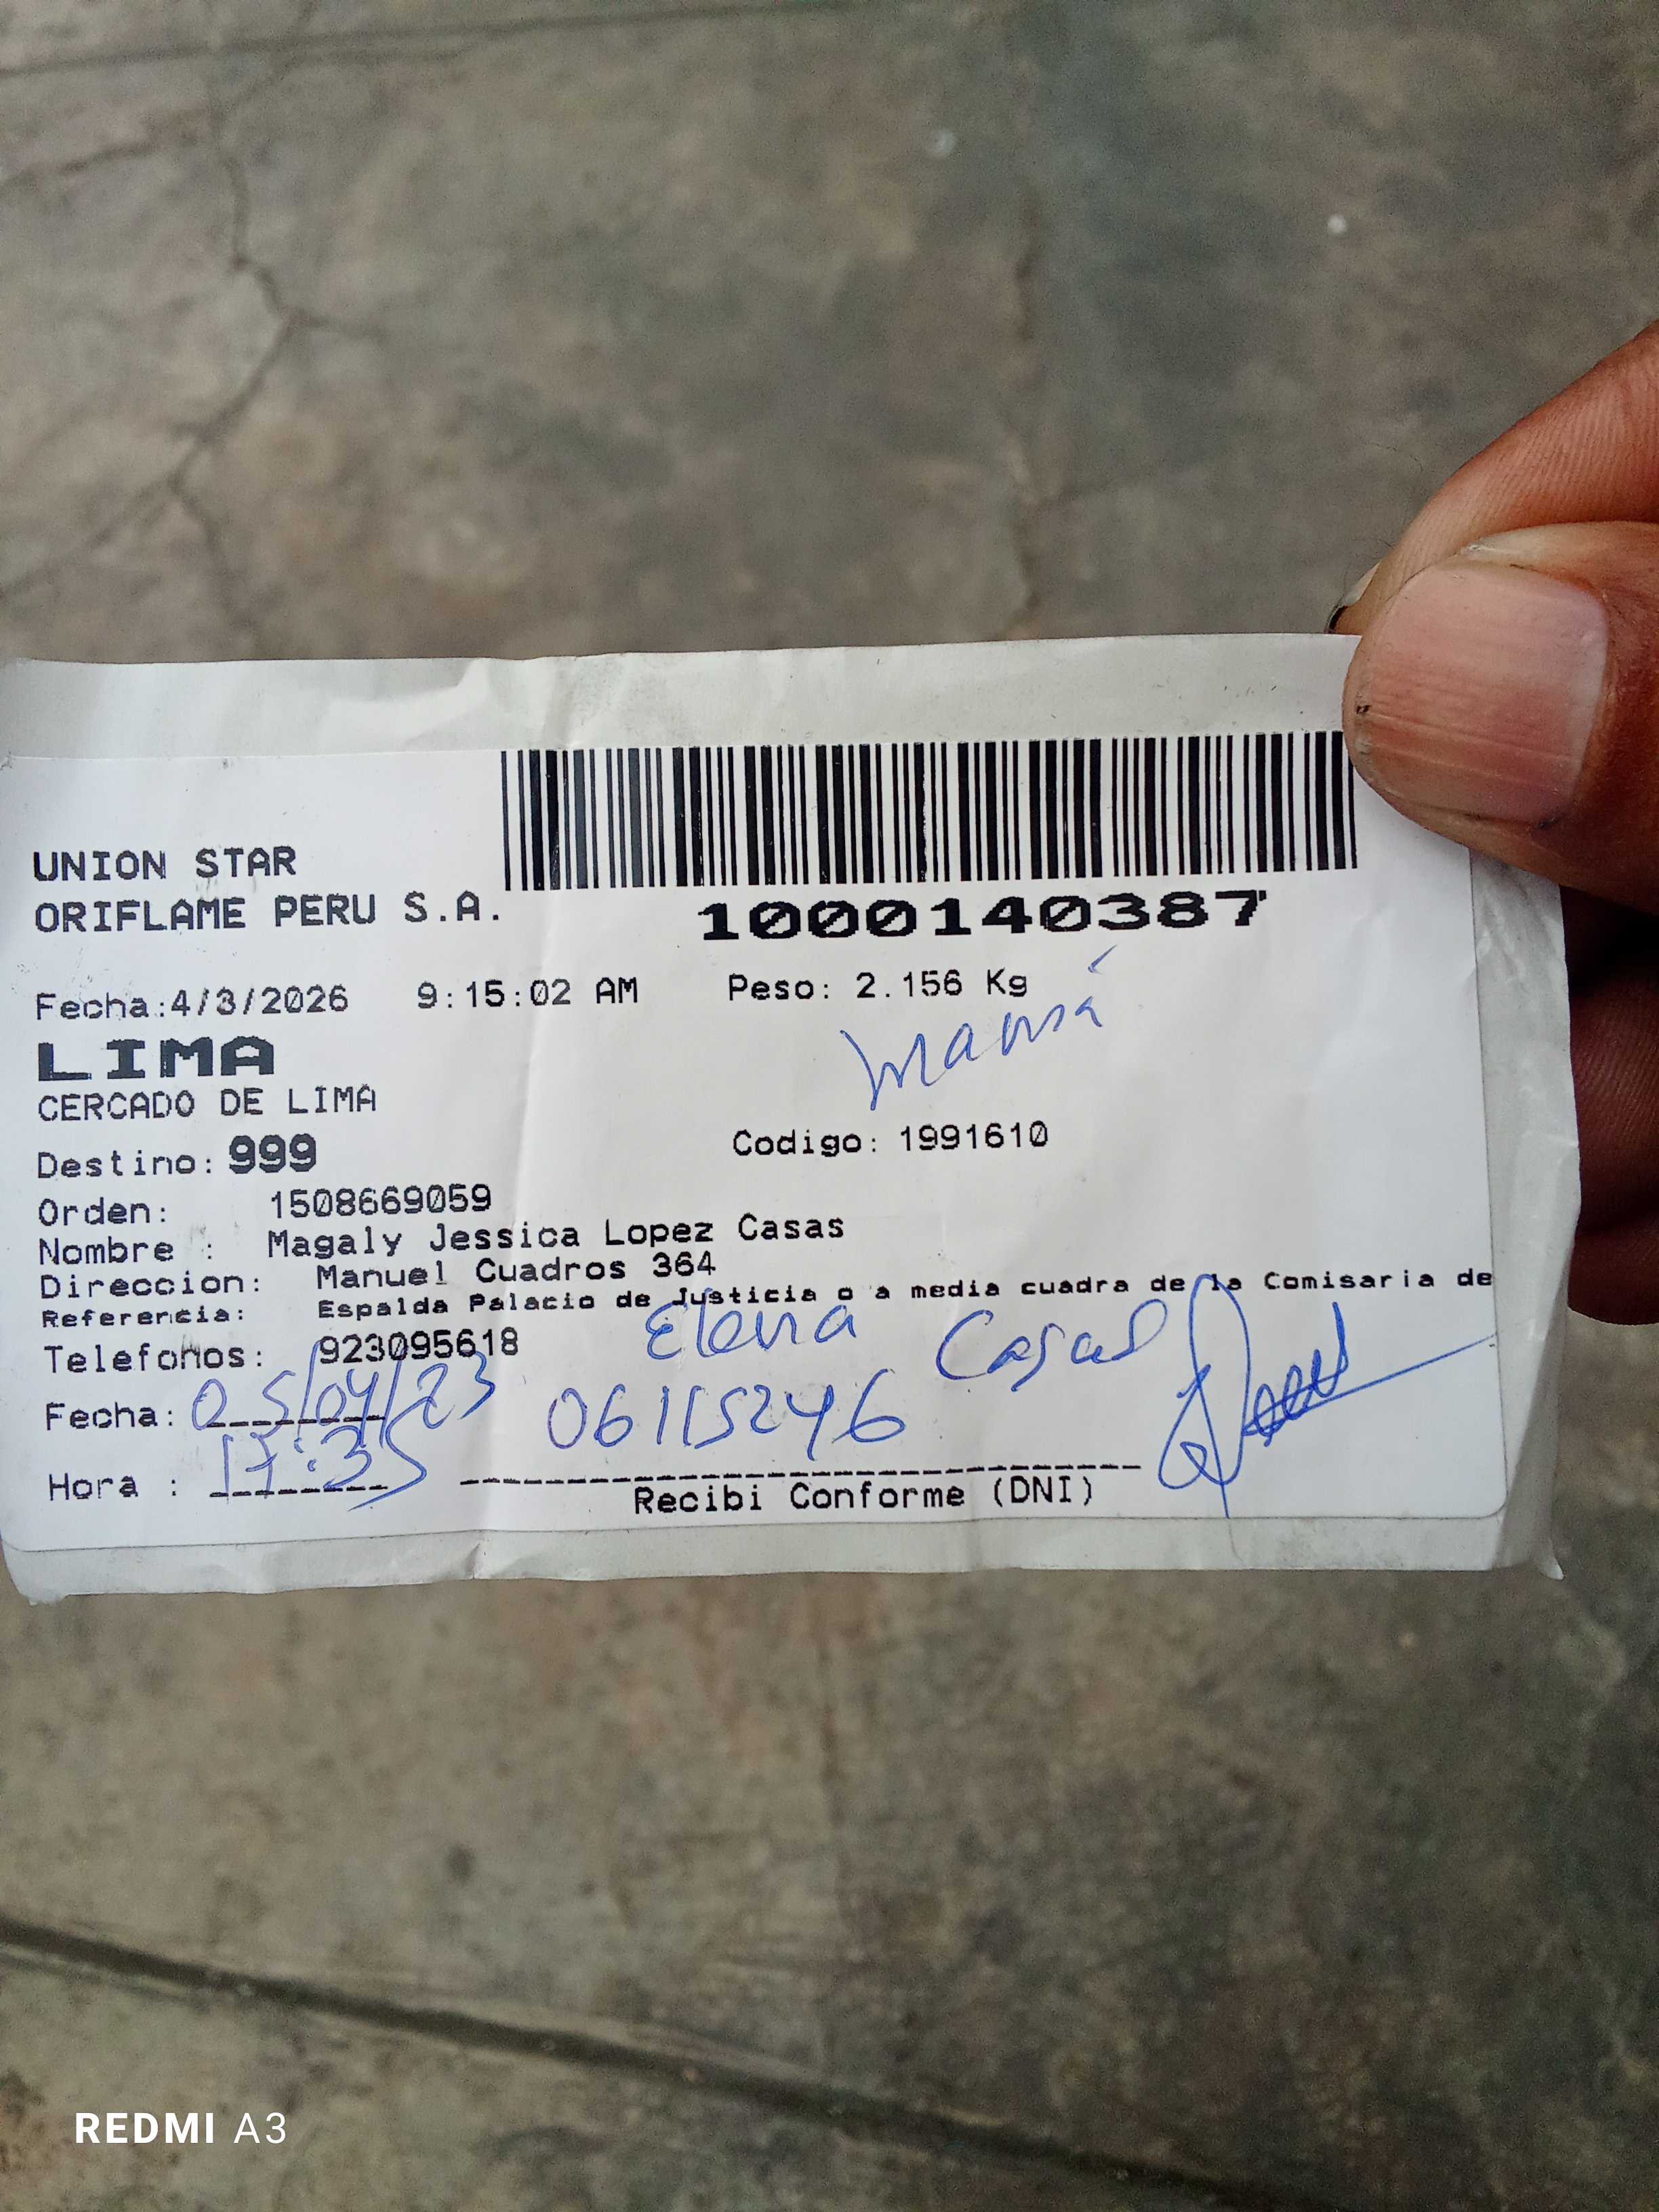 UNION STAR
ORIFLAME PERU S.A.
1000140387
Fecha:4/3/2026 9:15:02 AM Peso: 2.156 Kg
mamá
LIMA
CERCADO DE LIMA
Destino: 999 Codigo: 1991610
Orden: 1508669059
Nombre : Magaly Jessica Lopez Casas
Direccion: Manuel Cuadros 364
Referencia: Espalda Palacio de Justicia o a media cuadra de la Comisaria de
Telefonos: 923095618 Elena Casas
Fecha: 05/04/23 06115246
Hora : 17:35
Recibi Conforme (DNI)
REDMI A3